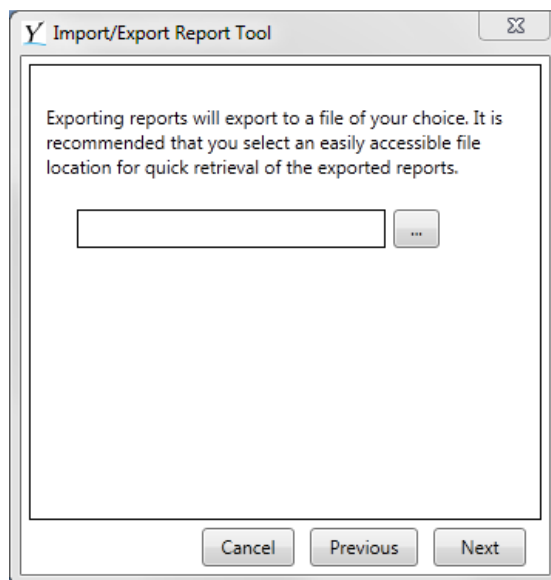 Y Import/Export Report Tool
Exporting reports will export to a file of your choice. It is
recommended that you select an easily accessible file
location for quick retrieval of the exported reports.
...
Cancel Previous Next